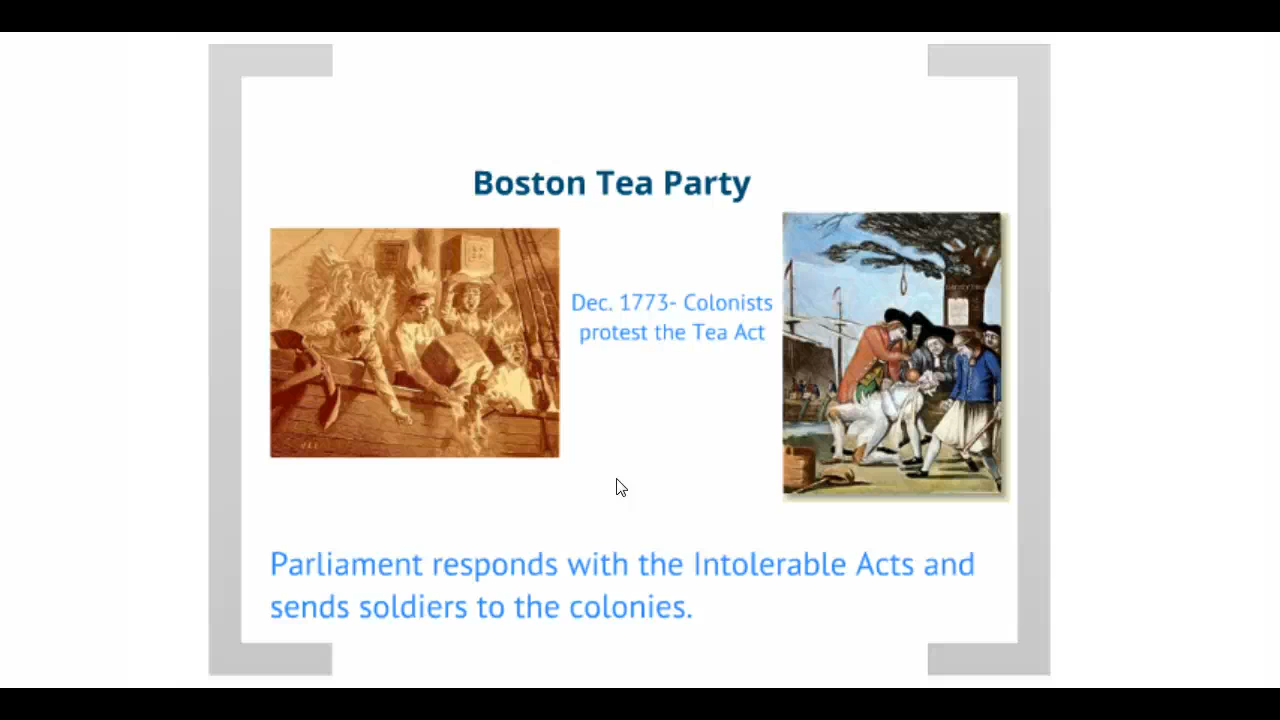 Boston Tea Party
Dec. 1773- Colonists
protest the Tea Act
Parliament responds with the Intolerable Acts and
sends soldiers to the colonies.